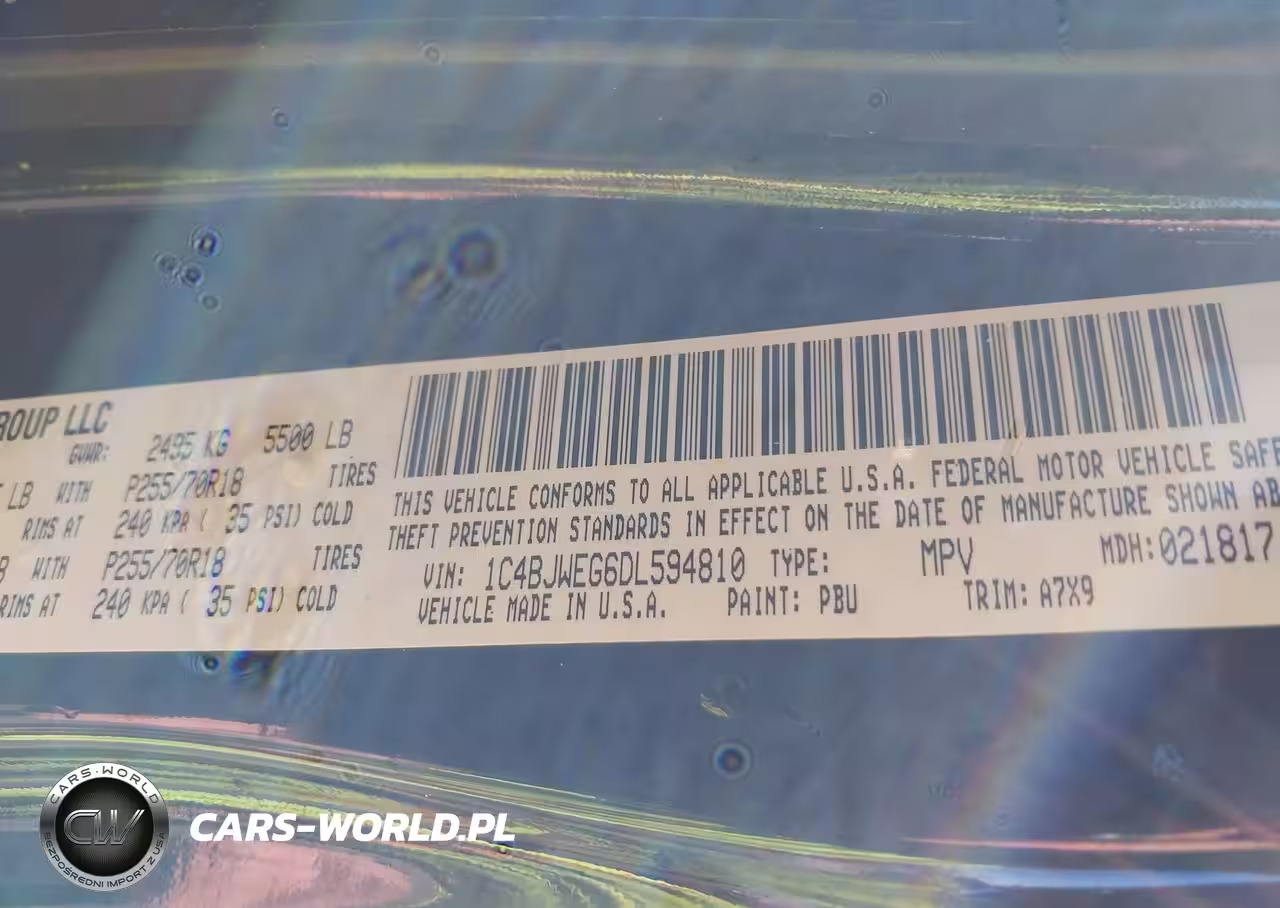 ROUP LLC
GVWR: 2495 KG 5500 LB
LB WITH P255/70R18 TIRES
RIMS AT 240 KPA ( 35 PSI) COLD
WITH P255/70R18 TIRES
RIMS AT 240 KPA ( 35 PSI) COLD
THIS VEHICLE CONFORMS TO ALL APPLICABLE U.S.A. FEDERAL MOTOR VEHICLE SAFE
THEFT PREVENTION STANDARDS IN EFFECT ON THE DATE OF MANUFACTURE SHOWN AB
VIN: 1C4BJWEG6DL594810 TYPE: MPV MDH:021817
VEHICLE MADE IN U.S.A. PAINT: PBU TRIM: A7X9
CARS-WORLD
CW
BEZPOŚREDNI IMPORT Z USA
CARS-WORLD.PL